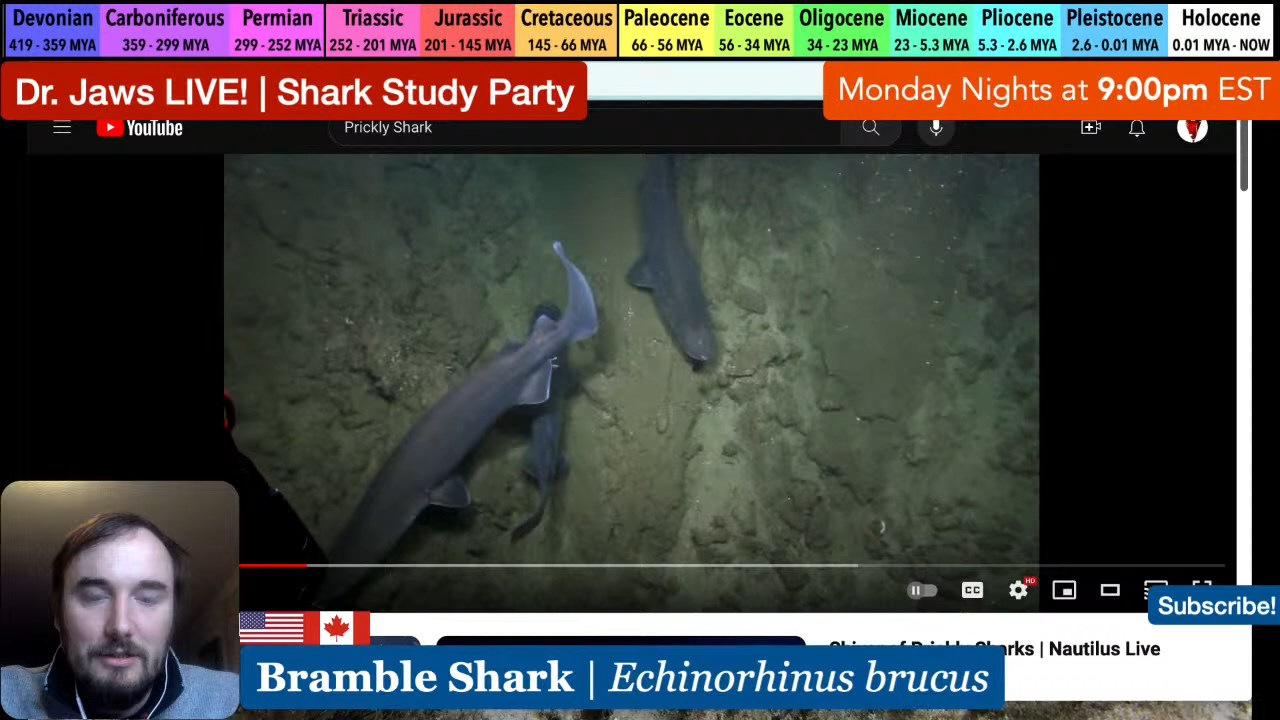 Devonian Carboniferous Permian Triassic Jurassic Cretaceous Paleocene Eocene Oligocene Miocene Pliocene Pleistocene Holocene
419 - 359 MYA 359 - 299 MYA 299 - 252 MYA 252 - 201 MYA 201 - 145 MYA 145 - 66 MYA 66 - 56 MYA 56 - 34 MYA 34 - 23 MYA 23 - 5.3 MYA 5.3 - 2.6 MYA 2.6 - 0.01 MYA 0.01 MYA - NOW
Dr. Jaws LIVE! | Shark Study Party
Monday Nights at 9:00pm EST
YouTube
Prickly Shark
CC
HD
Subscribe!
Sharks | Nautilus Live
Bramble Shark | Echinorhinus brucus